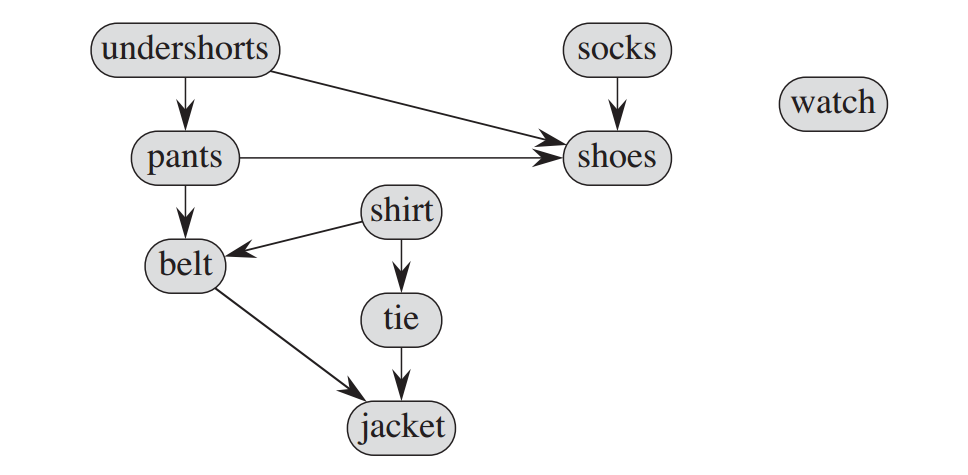 undershorts
socks
watch
pants
shoes
shirt
belt
tie
jacket